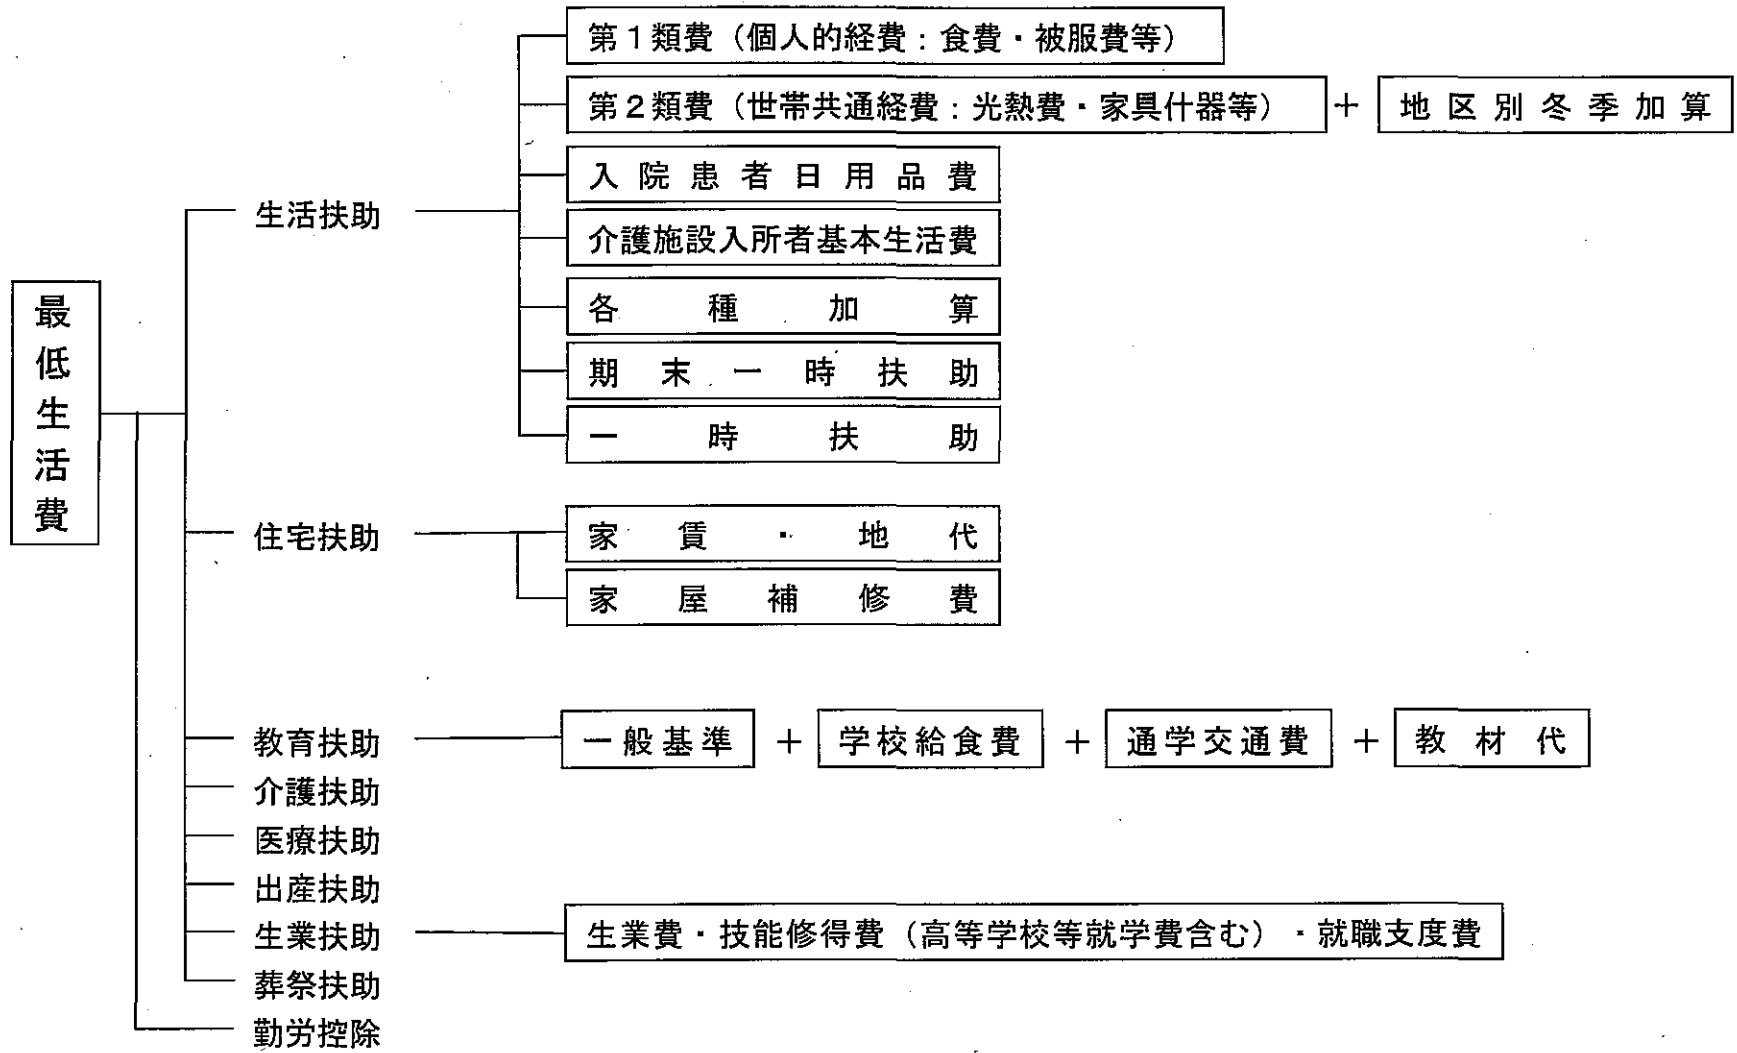 最低生活費
生活扶助
第1類費（個人的経費：食費・被服費等）
第2類費（世帯共通経費：光熱費・家具什器等） ＋ 地区別冬季加算
入院患者日用品費
介護施設入所者基本生活費
各種加算
期末一時扶助
一時扶助
住宅扶助
家賃・地代
家屋補修費
教育扶助 一般基準 ＋ 学校給食費 ＋ 通学交通費 ＋ 教材代
介護扶助
医療扶助
出産扶助
生業扶助 生業費・技能修得費（高等学校等就学費含む）・就職支度費
葬祭扶助
勤労控除